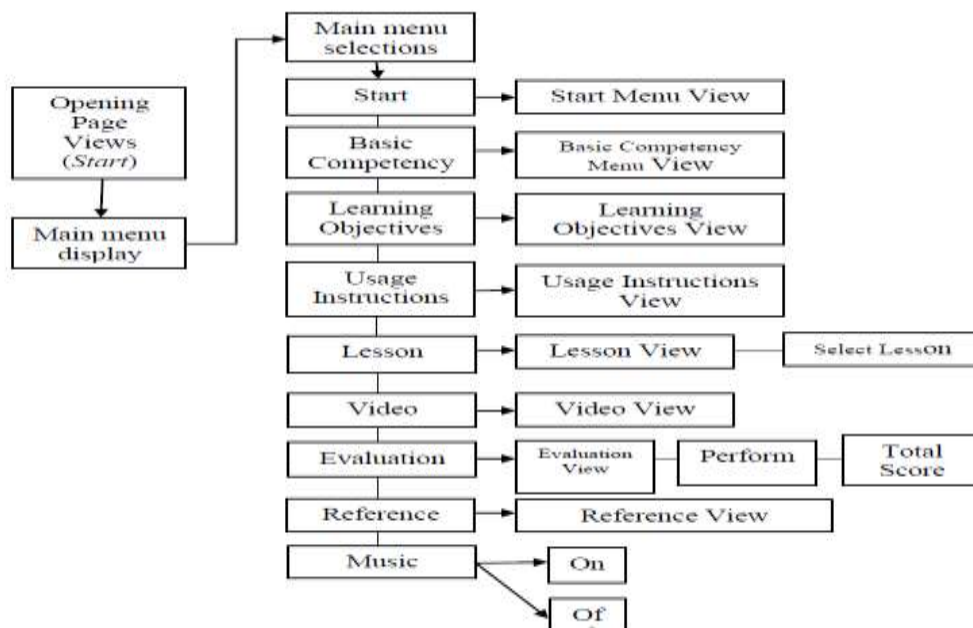 Opening
Page
Views
(Start)
Main menu
display
Main menu
selections
Start
Start Menu View
Basic
Competency
Basic Competency
Menu View
Learning
Objectives
Learning
Objectives View
Usage
Instructions
Usage Instructions
View
Lesson
Lesson View
Select Lesson
Video
Video View
Evaluation
Evaluation
View
Perform
Total
Score
Reference
Reference View
Music
On
Of